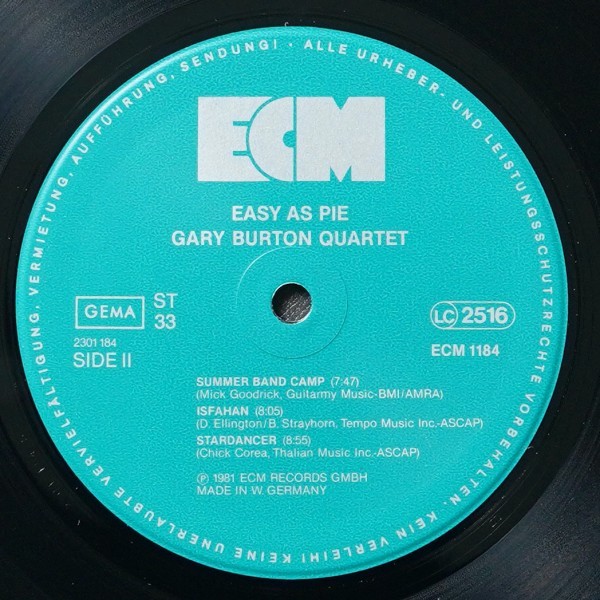 ALLE URHEBER- UND LEISTUNGSSCHUTZRECHTE VORBEHALTEN. KEIN VERLEIH! KEINE UNERLAUBTE VERVIELFÄLTIGUNG, VERMIETUNG, AUFFÜHRUNG, SENDUNG! ·
ECM
EASY AS PIE
GARY BURTON QUARTET
GEMA
ST
33
LC 2516
2301 184
SIDE II
ECM 1184
SUMMER BAND CAMP (7:47)
(Mick Goodrick, Guitarmy Music-BMI/AMRA)
ISFAHAN (8:05)
(D. Ellington/B. Strayhorn, Tempo Music Inc.-ASCAP)
STARDANCER (8:55)
(Chick Corea, Thalian Music Inc.-ASCAP)
Ⓟ 1981 ECM RECORDS GMBH
MADE IN W. GERMANY